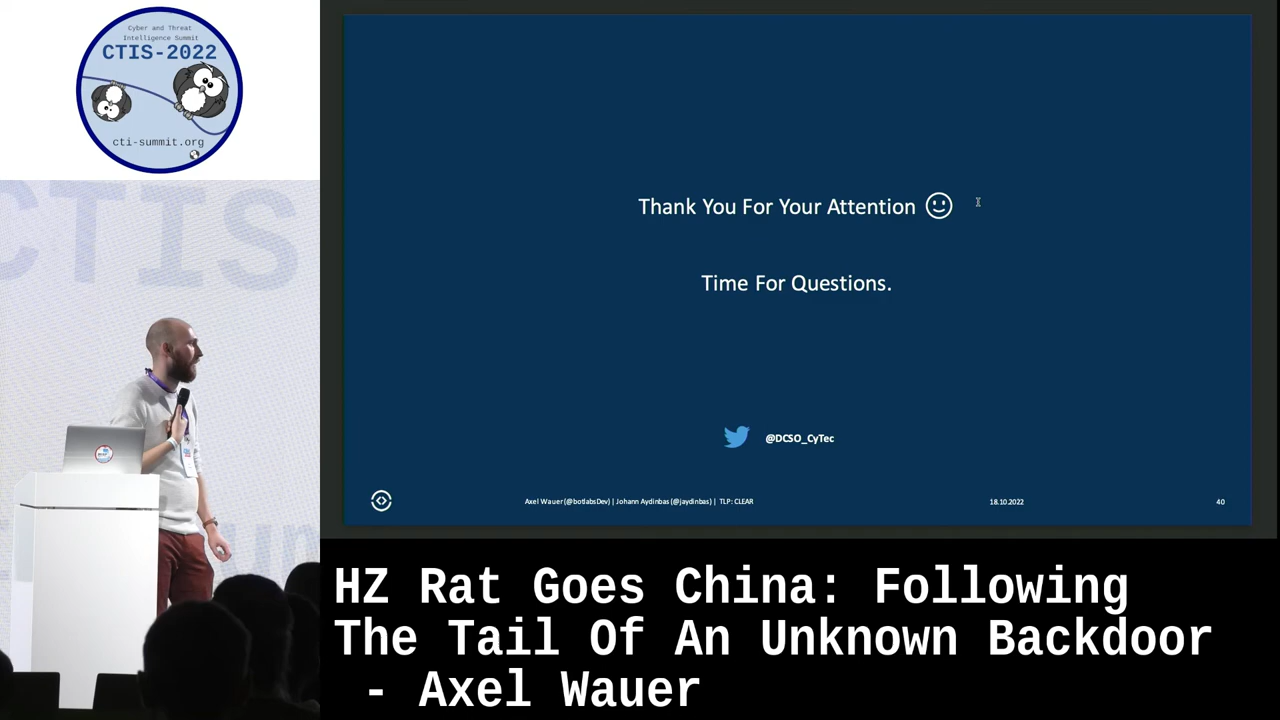 Cyber and Threat
Intelligence Summit
CTIS-2022
cti-summit.org
CTIS
Thank You For Your Attention
Time For Questions.
@DCSO_CyTec
Axel Wauer (@botlabsDev) | Johann Aydinbas (@jaydinbas) | TLP: CLEAR
18.10.2022
40
HZ Rat Goes China: Following
The Tail Of An Unknown Backdoor
- Axel Wauer